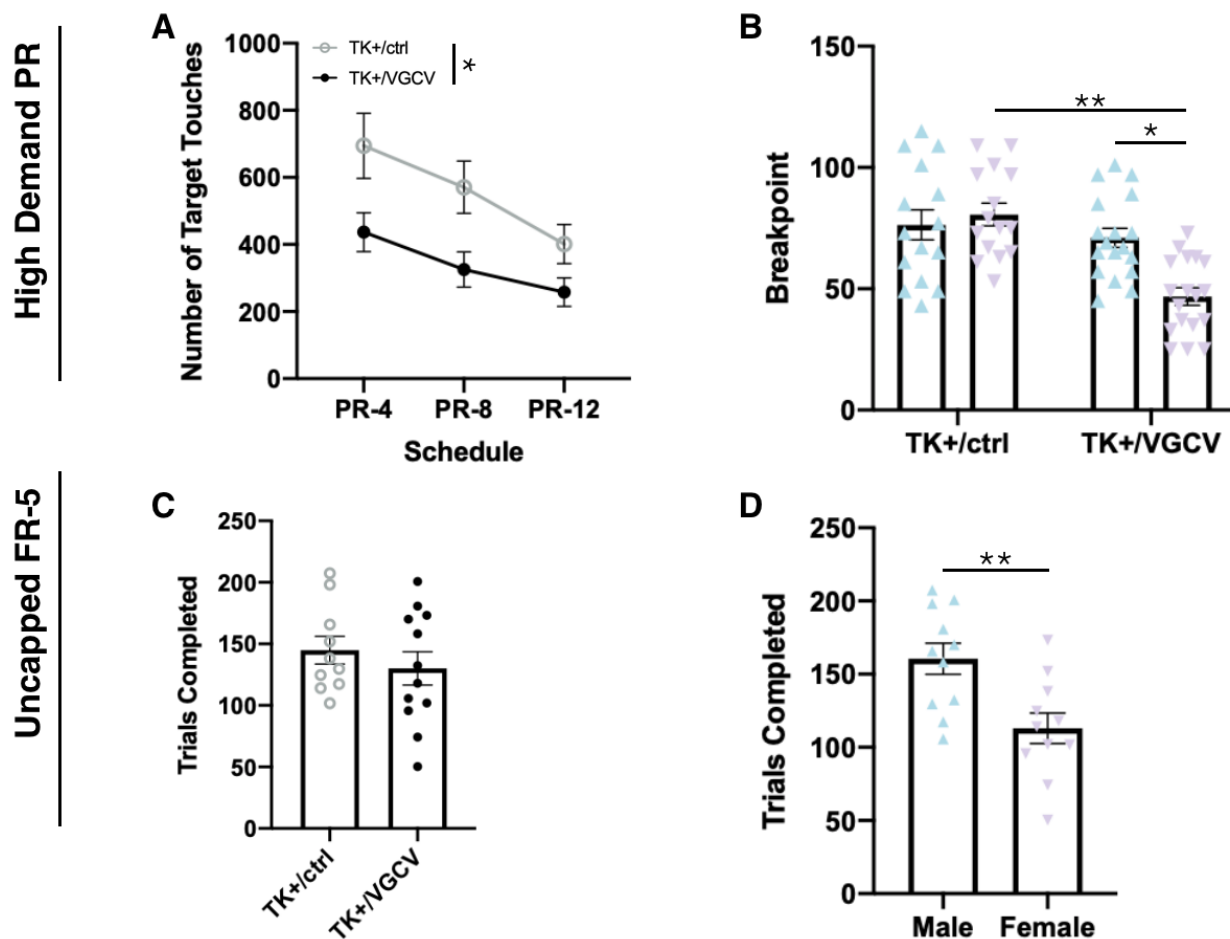 High Demand PR
A
Number of Target Touches
1000
800
600
400
200
0
TK+/ctrl
TK+/VGCV
*
PR-4 PR-8 PR-12
Schedule
B
Breakpoint
150
100
50
0
**
*
TK+/ctrl TK+/VGCV
Uncapped FR-5
C
Trials Completed
250
200
150
100
50
0
TK+/ctrl
TK+/VGCV
D
Trials Completed
250
200
150
100
50
0
**
Male Female